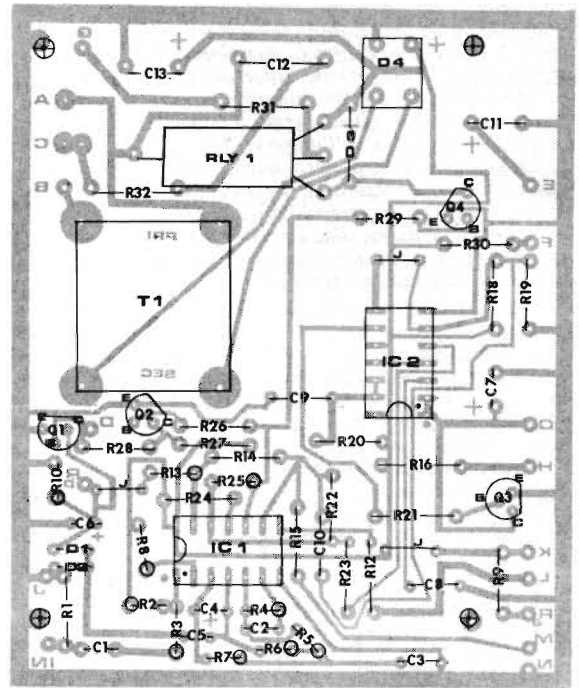 G
D4
C13
C12
A
R31
C11
C
RLY 1
D3
B
R32
E
C
Q4
R29
E
B
PRI
R30
F
J
R18
R19
T1
IC 2
SEC
C9
C7
E
Q2
C
B
Q1
D
R26
D
R28
R27
R20
R14
R16
H
R13
R10
R25
R22
E
Q3
B
C
J
R24
R21
C6
R8
IC 1
R15
C10
R23
R12
J
K
D1
D2
J
C8
R9
L
R1
R2
R3
C4
R4
C5
C2
M
C1
R5
R6
R7
C3
N
IN